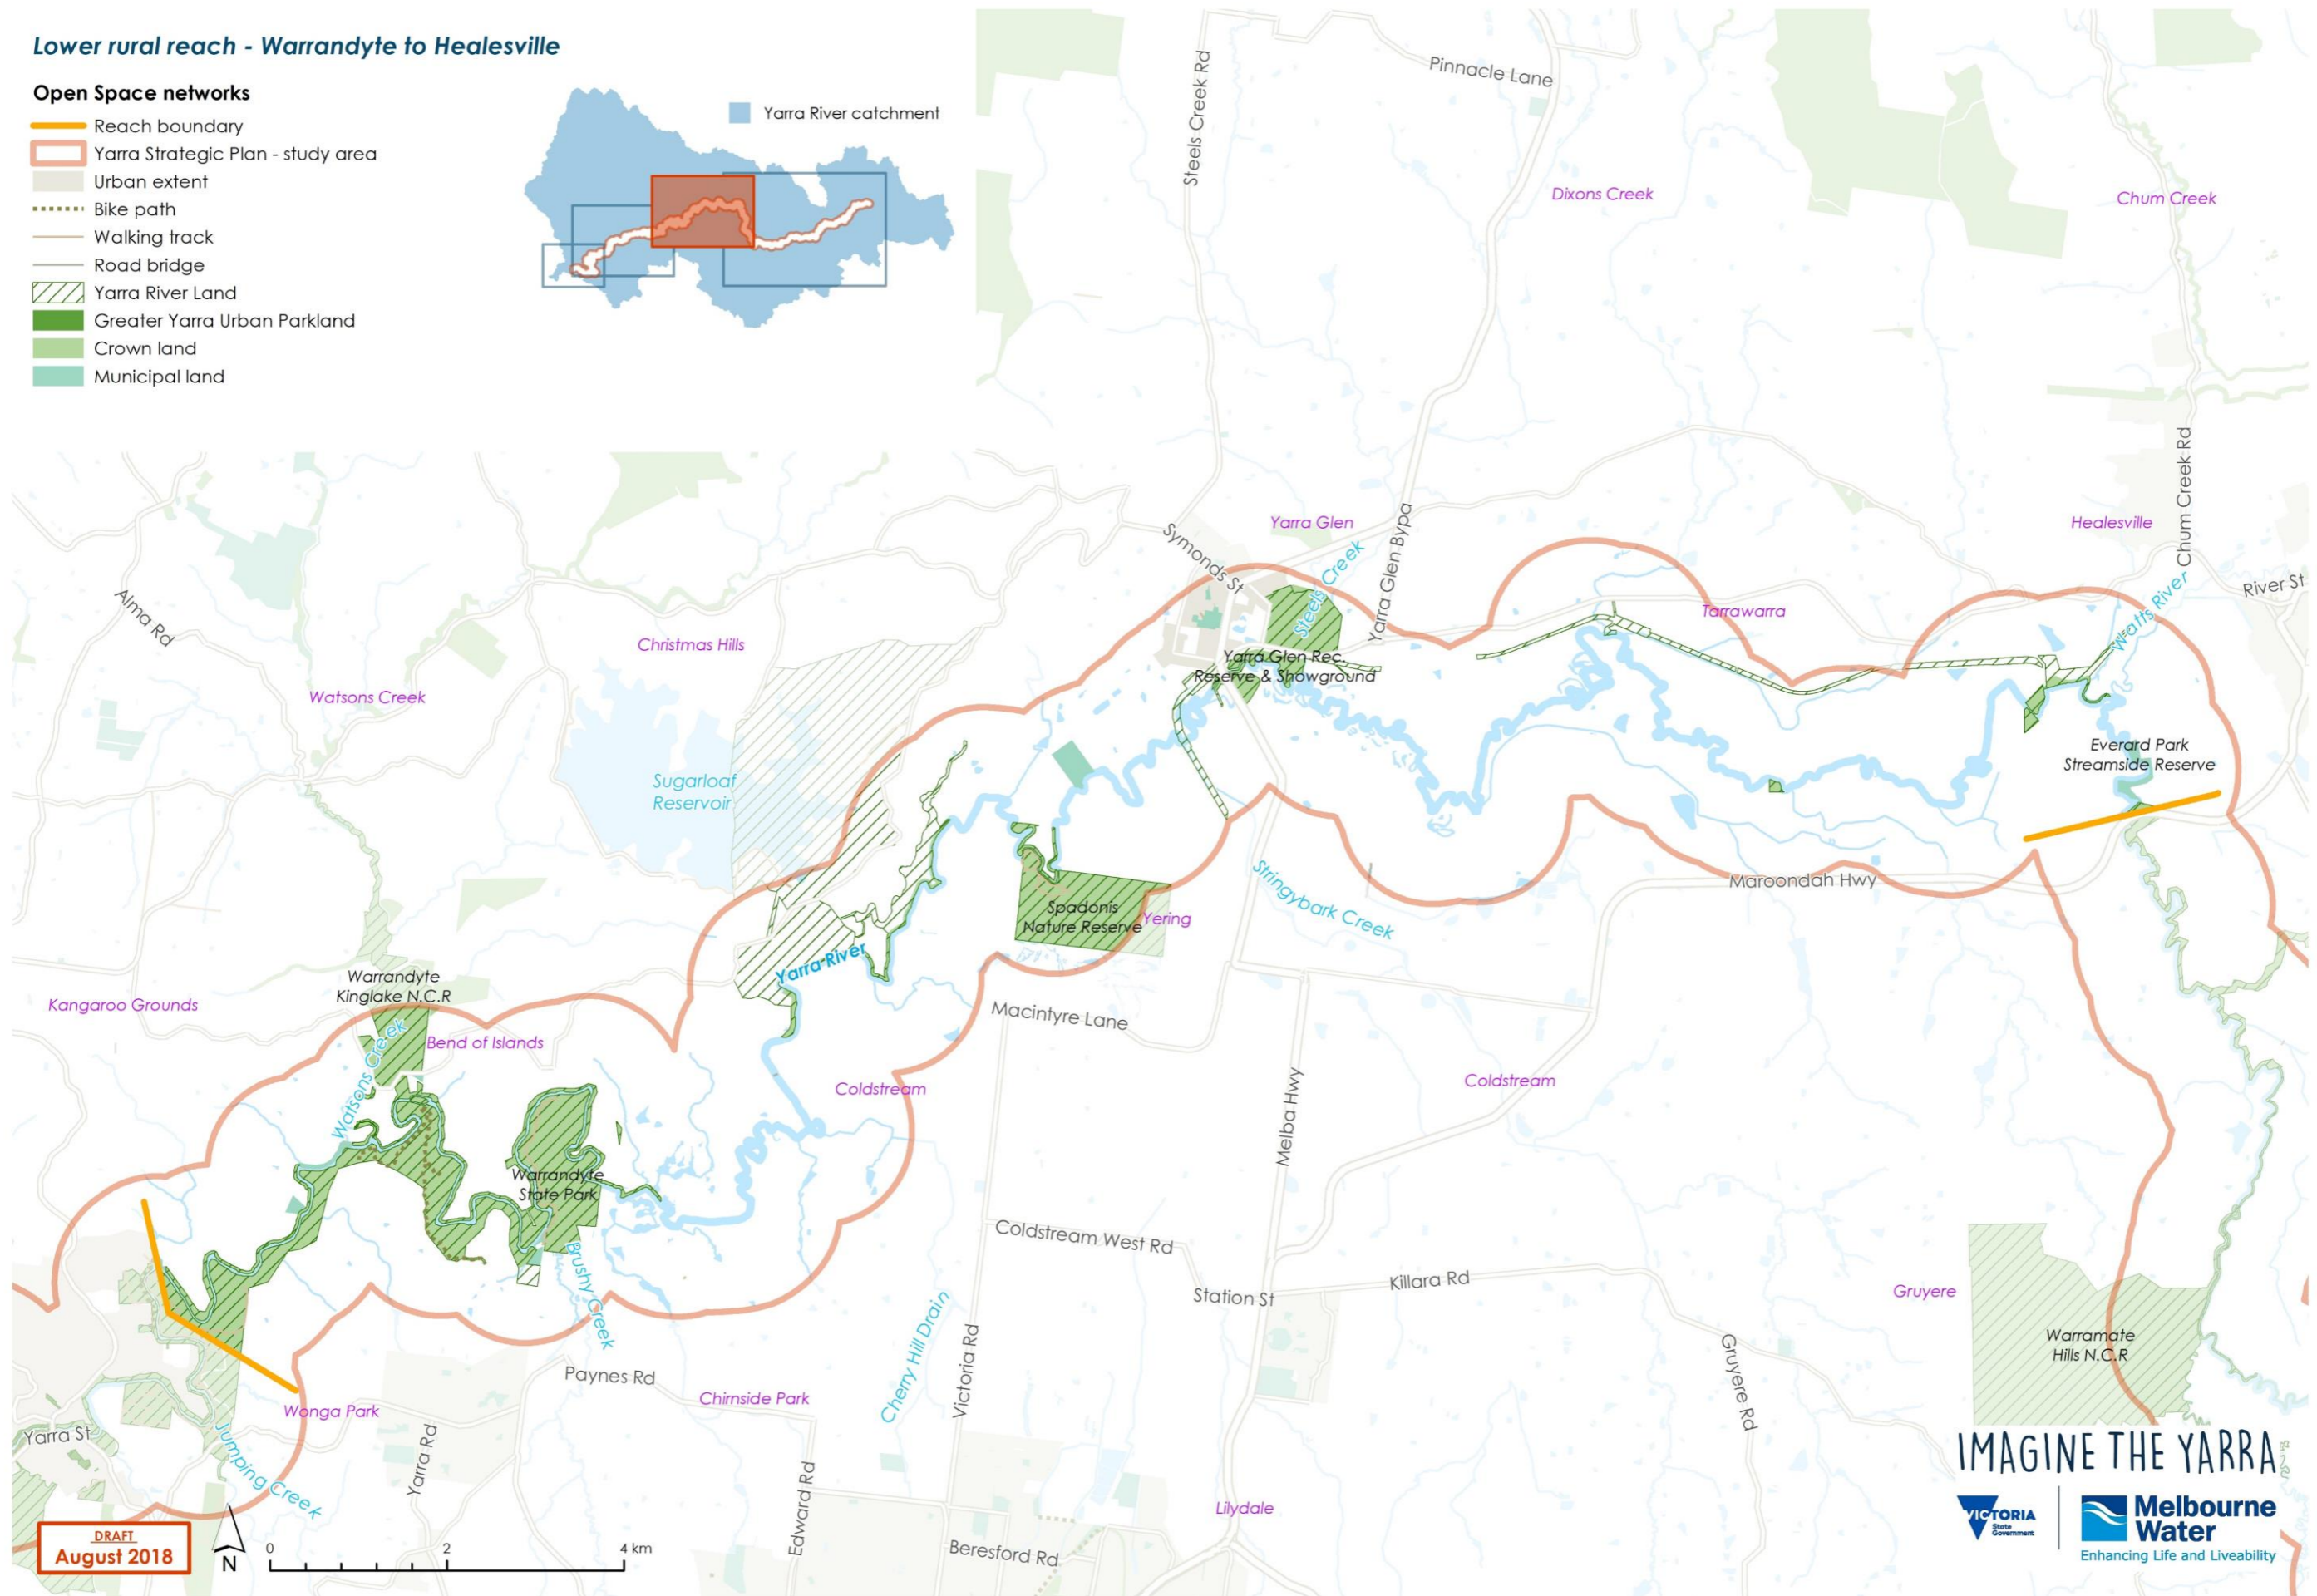 Lower rural reach - Warrandyte to Healesville
Open Space networks
Reach boundary
Yarra Strategic Plan - study area
Urban extent
Bike path
Walking track
Road bridge
Yarra River Land
Greater Yarra Urban Parkland
Crown land
Municipal land
Yarra River catchment
Steels Creek Rd
Pinnacle Lane
Dixons Creek
Chum Creek
Chum Creek Rd
Symonds St
Yarra Glen
Steels Creek
Yarra Glen Bypa
Healesville
River St
Watts River
Tarrawarra
Alma Rd
Christmas Hills
Watsons Creek
Yarra Glen Rec.
Reserve & Showground
Sugarloaf
Reservoir
Everard Park
Streamside Reserve
Maroondah Hwy
Stringybark Creek
Spadonis
Nature Reserve
Yering
Yarra River
Warrandyte
Kinglake N.C.R
Kangaroo Grounds
Watsons Creek
Bend of Islands
Macintyre Lane
Coldstream
Coldstream
Melba Hwy
Warrandyte
State Park
Brushy Creek
Coldstream West Rd
Station St
Killara Rd
Gruyere
Gruyere Rd
Warramate
Hills N.C.R
Cherry Hill Drain
Victoria Rd
Paynes Rd
Chirnside Park
Wonga Park
Yarra St
Yarra Rd
Jumping Creek
Edward Rd
Lilydale
Beresford Rd
DRAFT
August 2018
N
0 2 4 km
IMAGINE THE YARRA
VICTORIA
State
Government
Melbourne
Water
Enhancing Life and Liveability